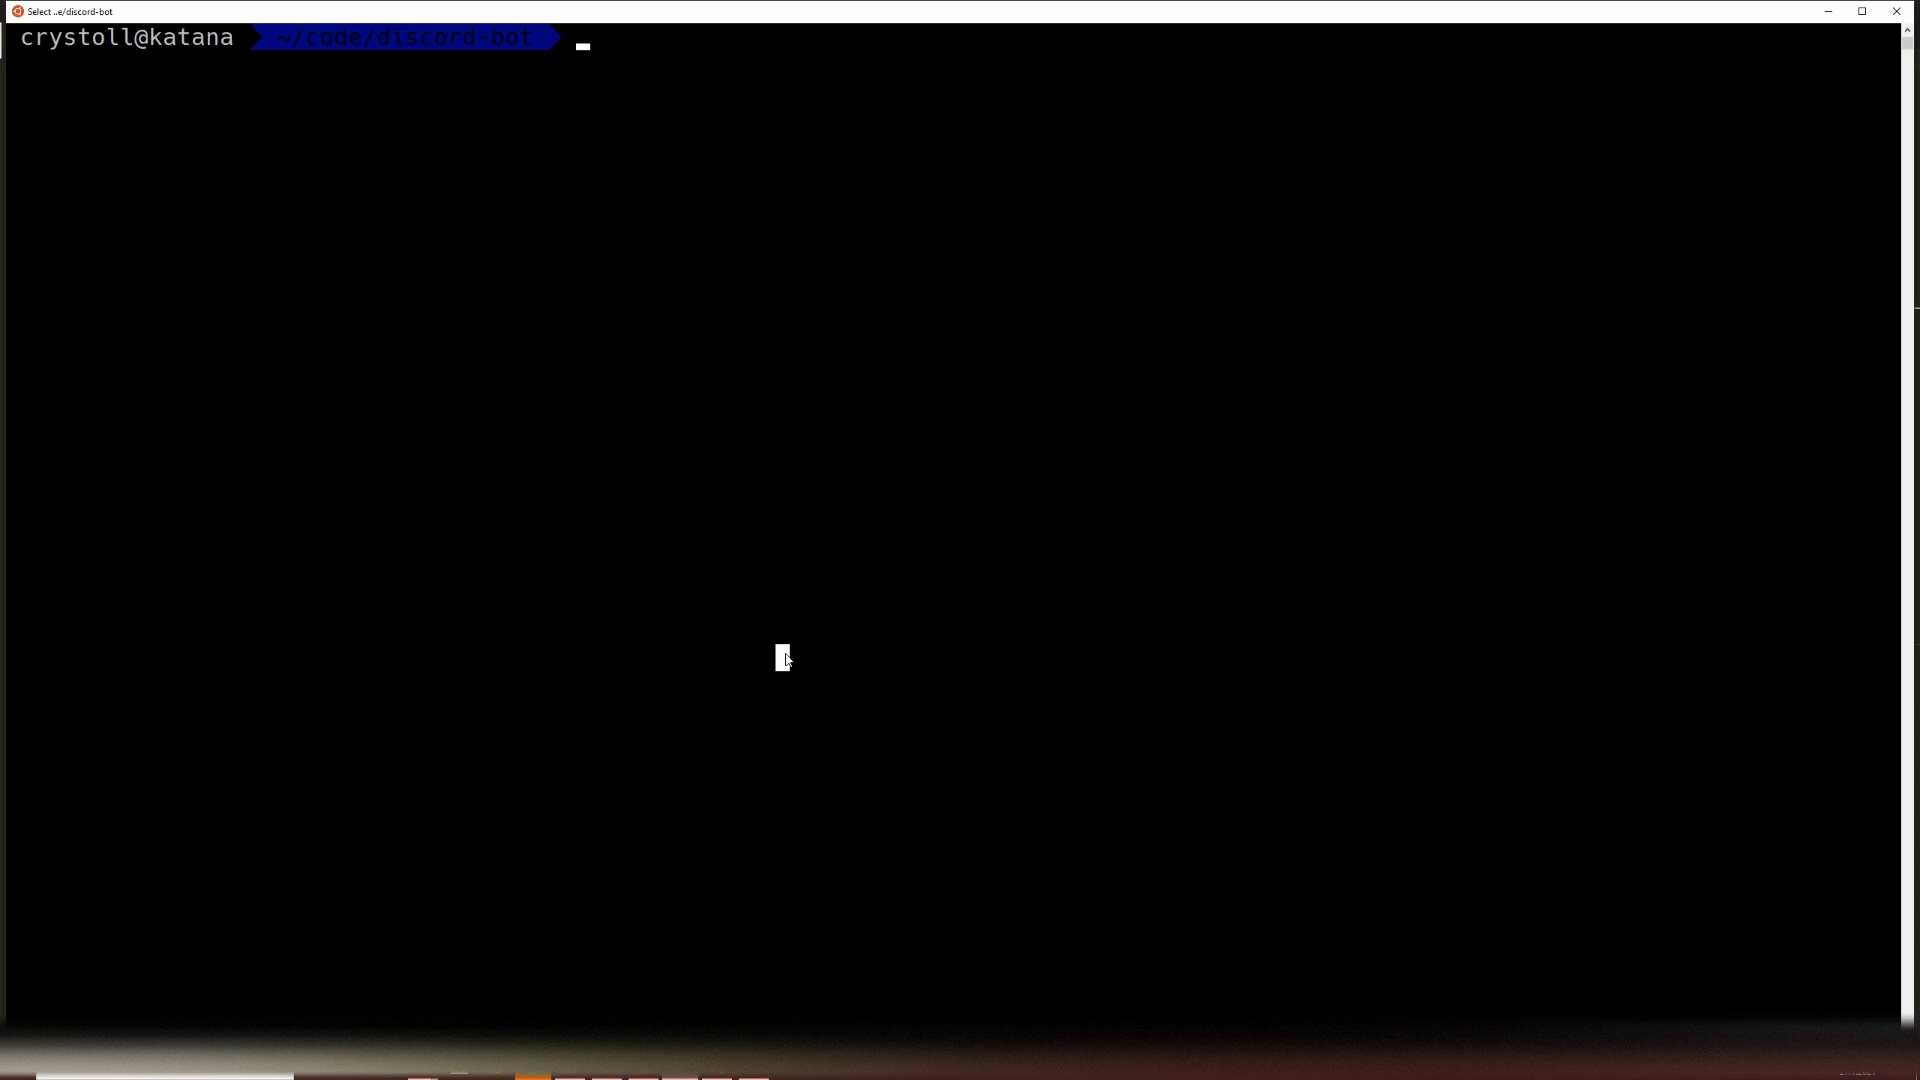 Select ..e/discord-bot
crystoll@katana ~/code/discord-bot